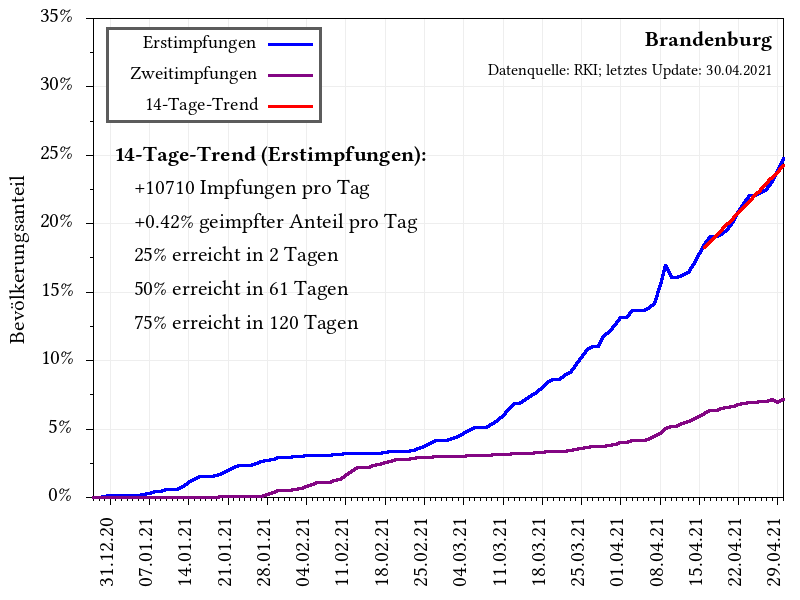 35%
30%
25%
20%
15%
10%
5%
0%
Bevölkerungsanteil
Erstimpfungen
Zweitimpfungen
14-Tage-Trend
Brandenburg
Datenquelle: RKI; letztes Update: 30.04.2021
14-Tage-Trend (Erstimpfungen):
+10710 Impfungen pro Tag
+0.42% geimpfter Anteil pro Tag
25% erreicht in 2 Tagen
50% erreicht in 61 Tagen
75% erreicht in 120 Tagen
31.12.20
07.01.21
14.01.21
21.01.21
28.01.21
04.02.21
11.02.21
18.02.21
25.02.21
04.03.21
11.03.21
18.03.21
25.03.21
01.04.21
08.04.21
15.04.21
22.04.21
29.04.21